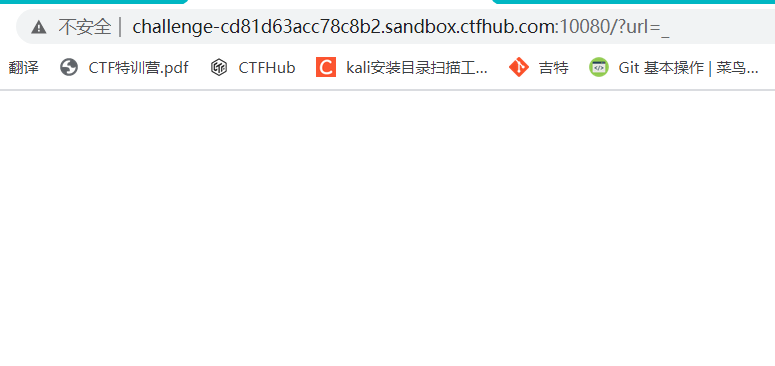 不安全 | challenge-cd81d63acc78c8b2.sandbox.ctfhub.com:10080/?url=_
翻译 CTF特训营.pdf CTFHub kali安装目录扫描工... 吉特 Git 基本操作 | 菜鸟...